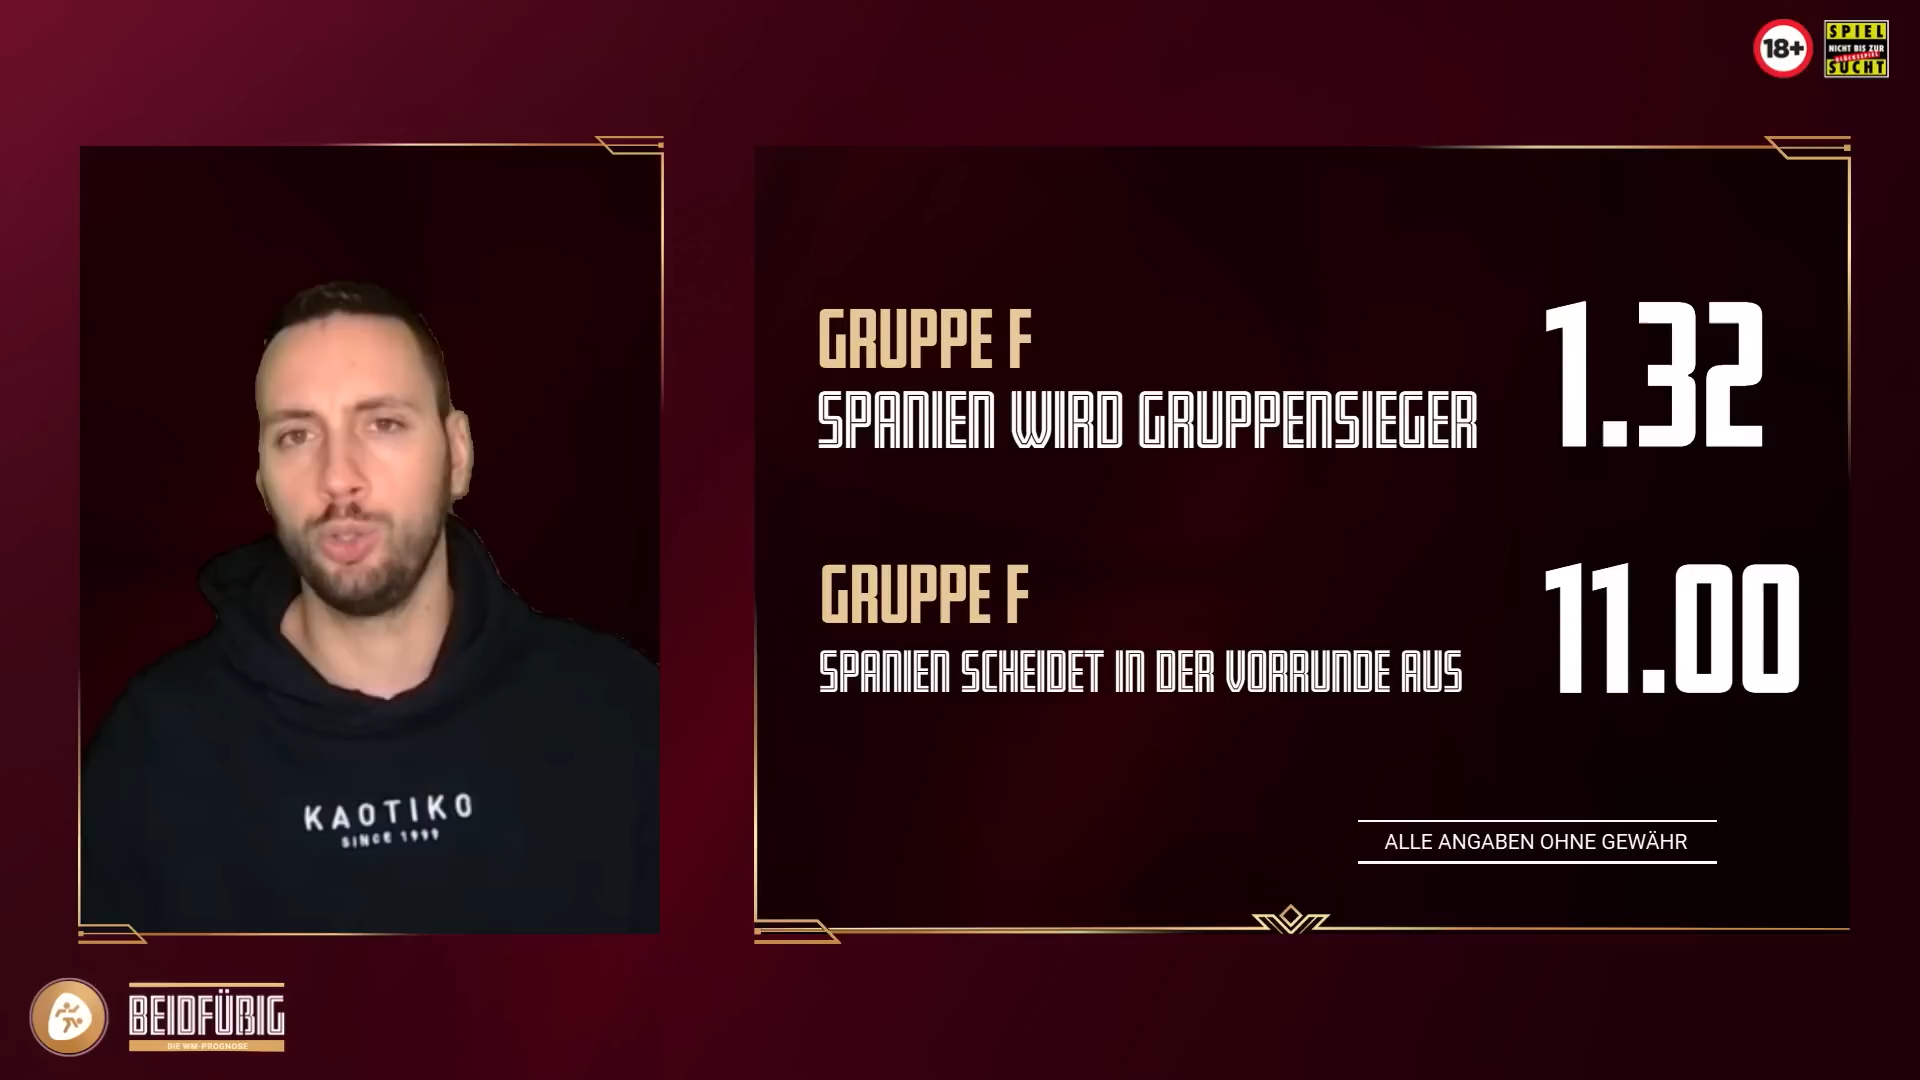 18+
SPIEL
NICHT BIS ZUR
GLÜCKSSPIEL
SUCHT
GRUPPE F
SPANIEN WIRD GRUPPENSIEGER
1.32
GRUPPE F
SPANIEN SCHEIDET IN DER VORRUNDE AUS
11.00
ALLE ANGABEN OHNE GEWÄHR
KAOTIKO
SINCE 1999
BEIDFÜßIG
DIE WM-PROGNOSE